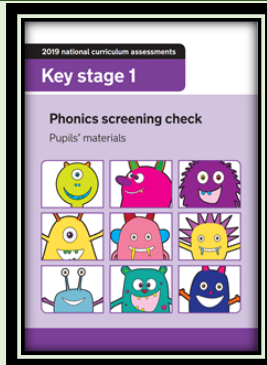 2019 national curriculum assessments
Key stage 1
Phonics screening check
Pupils' materials